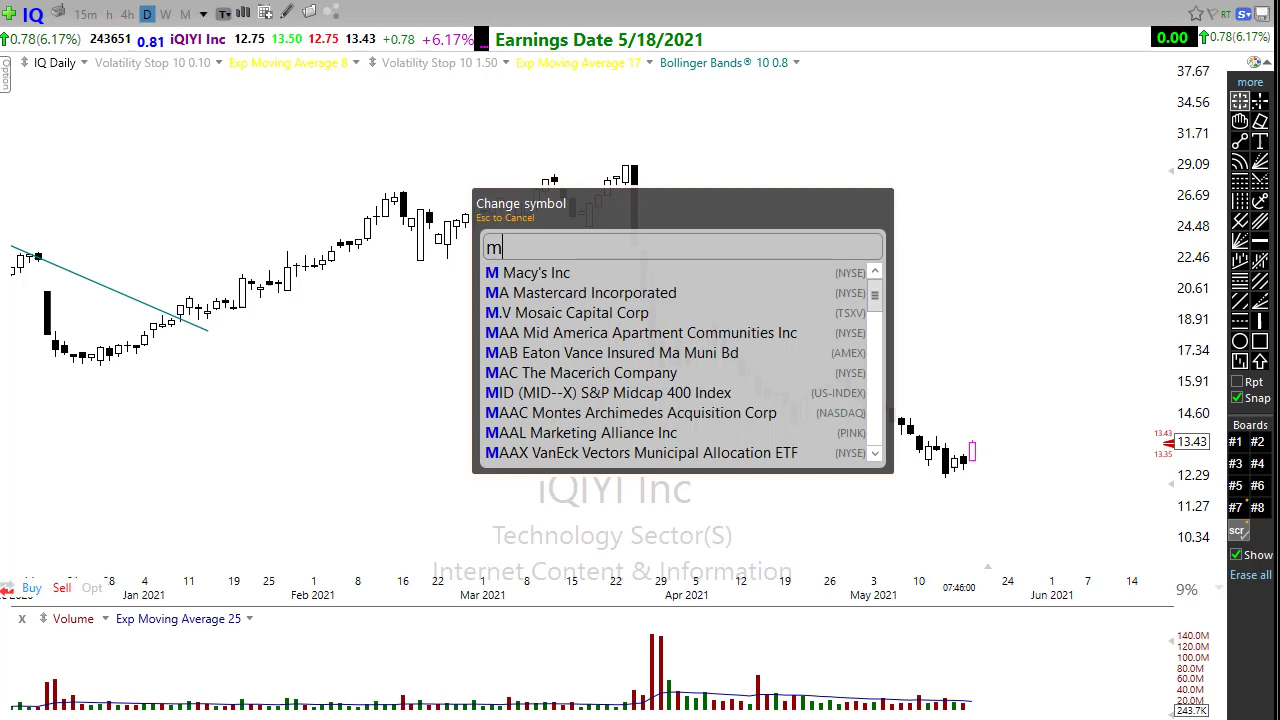 IQ 15m h 4h D W M T RT S
0.78(6.17%) 243651 0.81 iQIYI Inc 12.75 13.50 12.75 13.43 +0.78 +6.17% Earnings Date 5/18/2021 0.00 0.78(6.17%)
Option IQ Daily Volatility Stop 10 0.10 Exp Moving Average 8 Volatility Stop 10 1.50 Exp Moving Average 17 Bollinger Bands® 10 0.8
37.67
34.56
31.71
29.09
26.69
24.48
22.46
20.61
18.91
17.34
15.91
14.60
13.43
13.43
13.35
12.29
11.27
10.34
more
Rpt
Snap
Boards
#1 #2
#3 #4
#5 #6
#7 #8
scr
Show
Erase all
Change symbol
Esc to Cancel
m
M Macy's Inc (NYSE)
MA Mastercard Incorporated (NYSE)
M.V Mosaic Capital Corp (TSXV)
MAA Mid America Apartment Communities Inc (NYSE)
MAB Eaton Vance Insured Ma Muni Bd (AMEX)
MAC The Macerich Company (NYSE)
MID (MID--X) S&P Midcap 400 Index (US-INDEX)
MAAC Montes Archimedes Acquisition Corp (NASDAQ)
MAAL Marketing Alliance Inc (PINK)
MAAX VanEck Vectors Municipal Allocation ETF (NYSE)
iQIYI Inc
Technology Sector(S)
Internet Content & Information
28 4 11 19 25 1 8 16 22 1 8 15 22 29 5 12 19 26 3 10 07:46:00 24 1 7 14
Buy Sell Opt 9%
Jan 2021 Feb 2021 Mar 2021 Apr 2021 May 2021 Jun 2021
X Volume Exp Moving Average 25
140.0M
120.0M
100.0M
80.0M
60.0M
40.0M
20.0M
243.7K